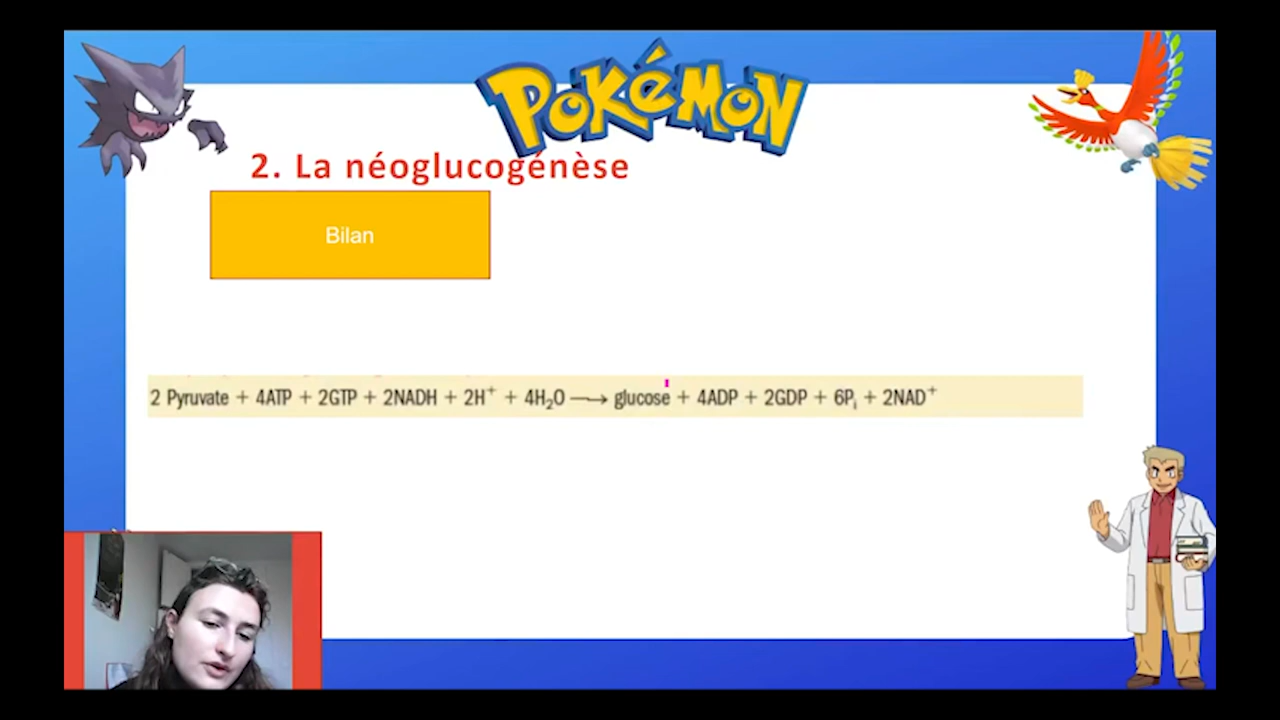 POKéMON
2. La néoglucogénèse
Bilan
2 Pyruvate + 4ATP + 2GTP + 2NADH + 2H⁺ + 4H₂O ⟶ glucose + 4ADP + 2GDP + 6Pᵢ + 2NAD⁺